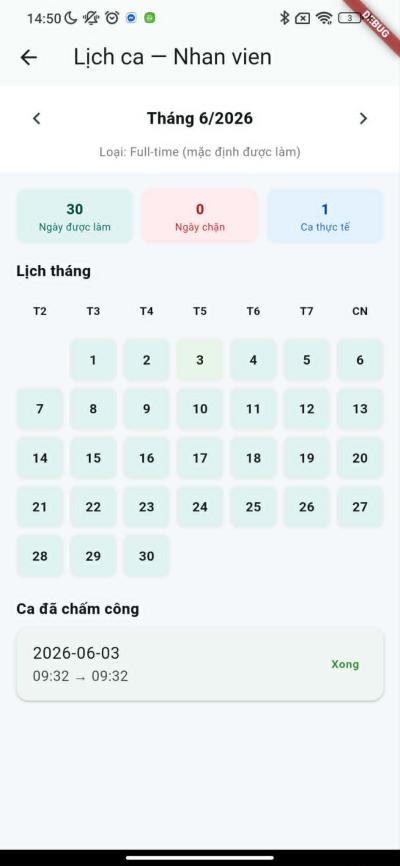 14:50
3
DEBUG
Lịch ca — Nhan vien
Tháng 6/2026
Loại: Full-time (mặc định được làm)
30 0 1
Ngày được làm Ngày chặn Ca thực tế
Lịch tháng
T2 T3 T4 T5 T6 T7 CN
1 2 3 4 5 6
7 8 9 10 11 12 13
14 15 16 17 18 19 20
21 22 23 24 25 26 27
28 29 30
Ca đã chấm công
2026-06-03
09:32 → 09:32
Xong